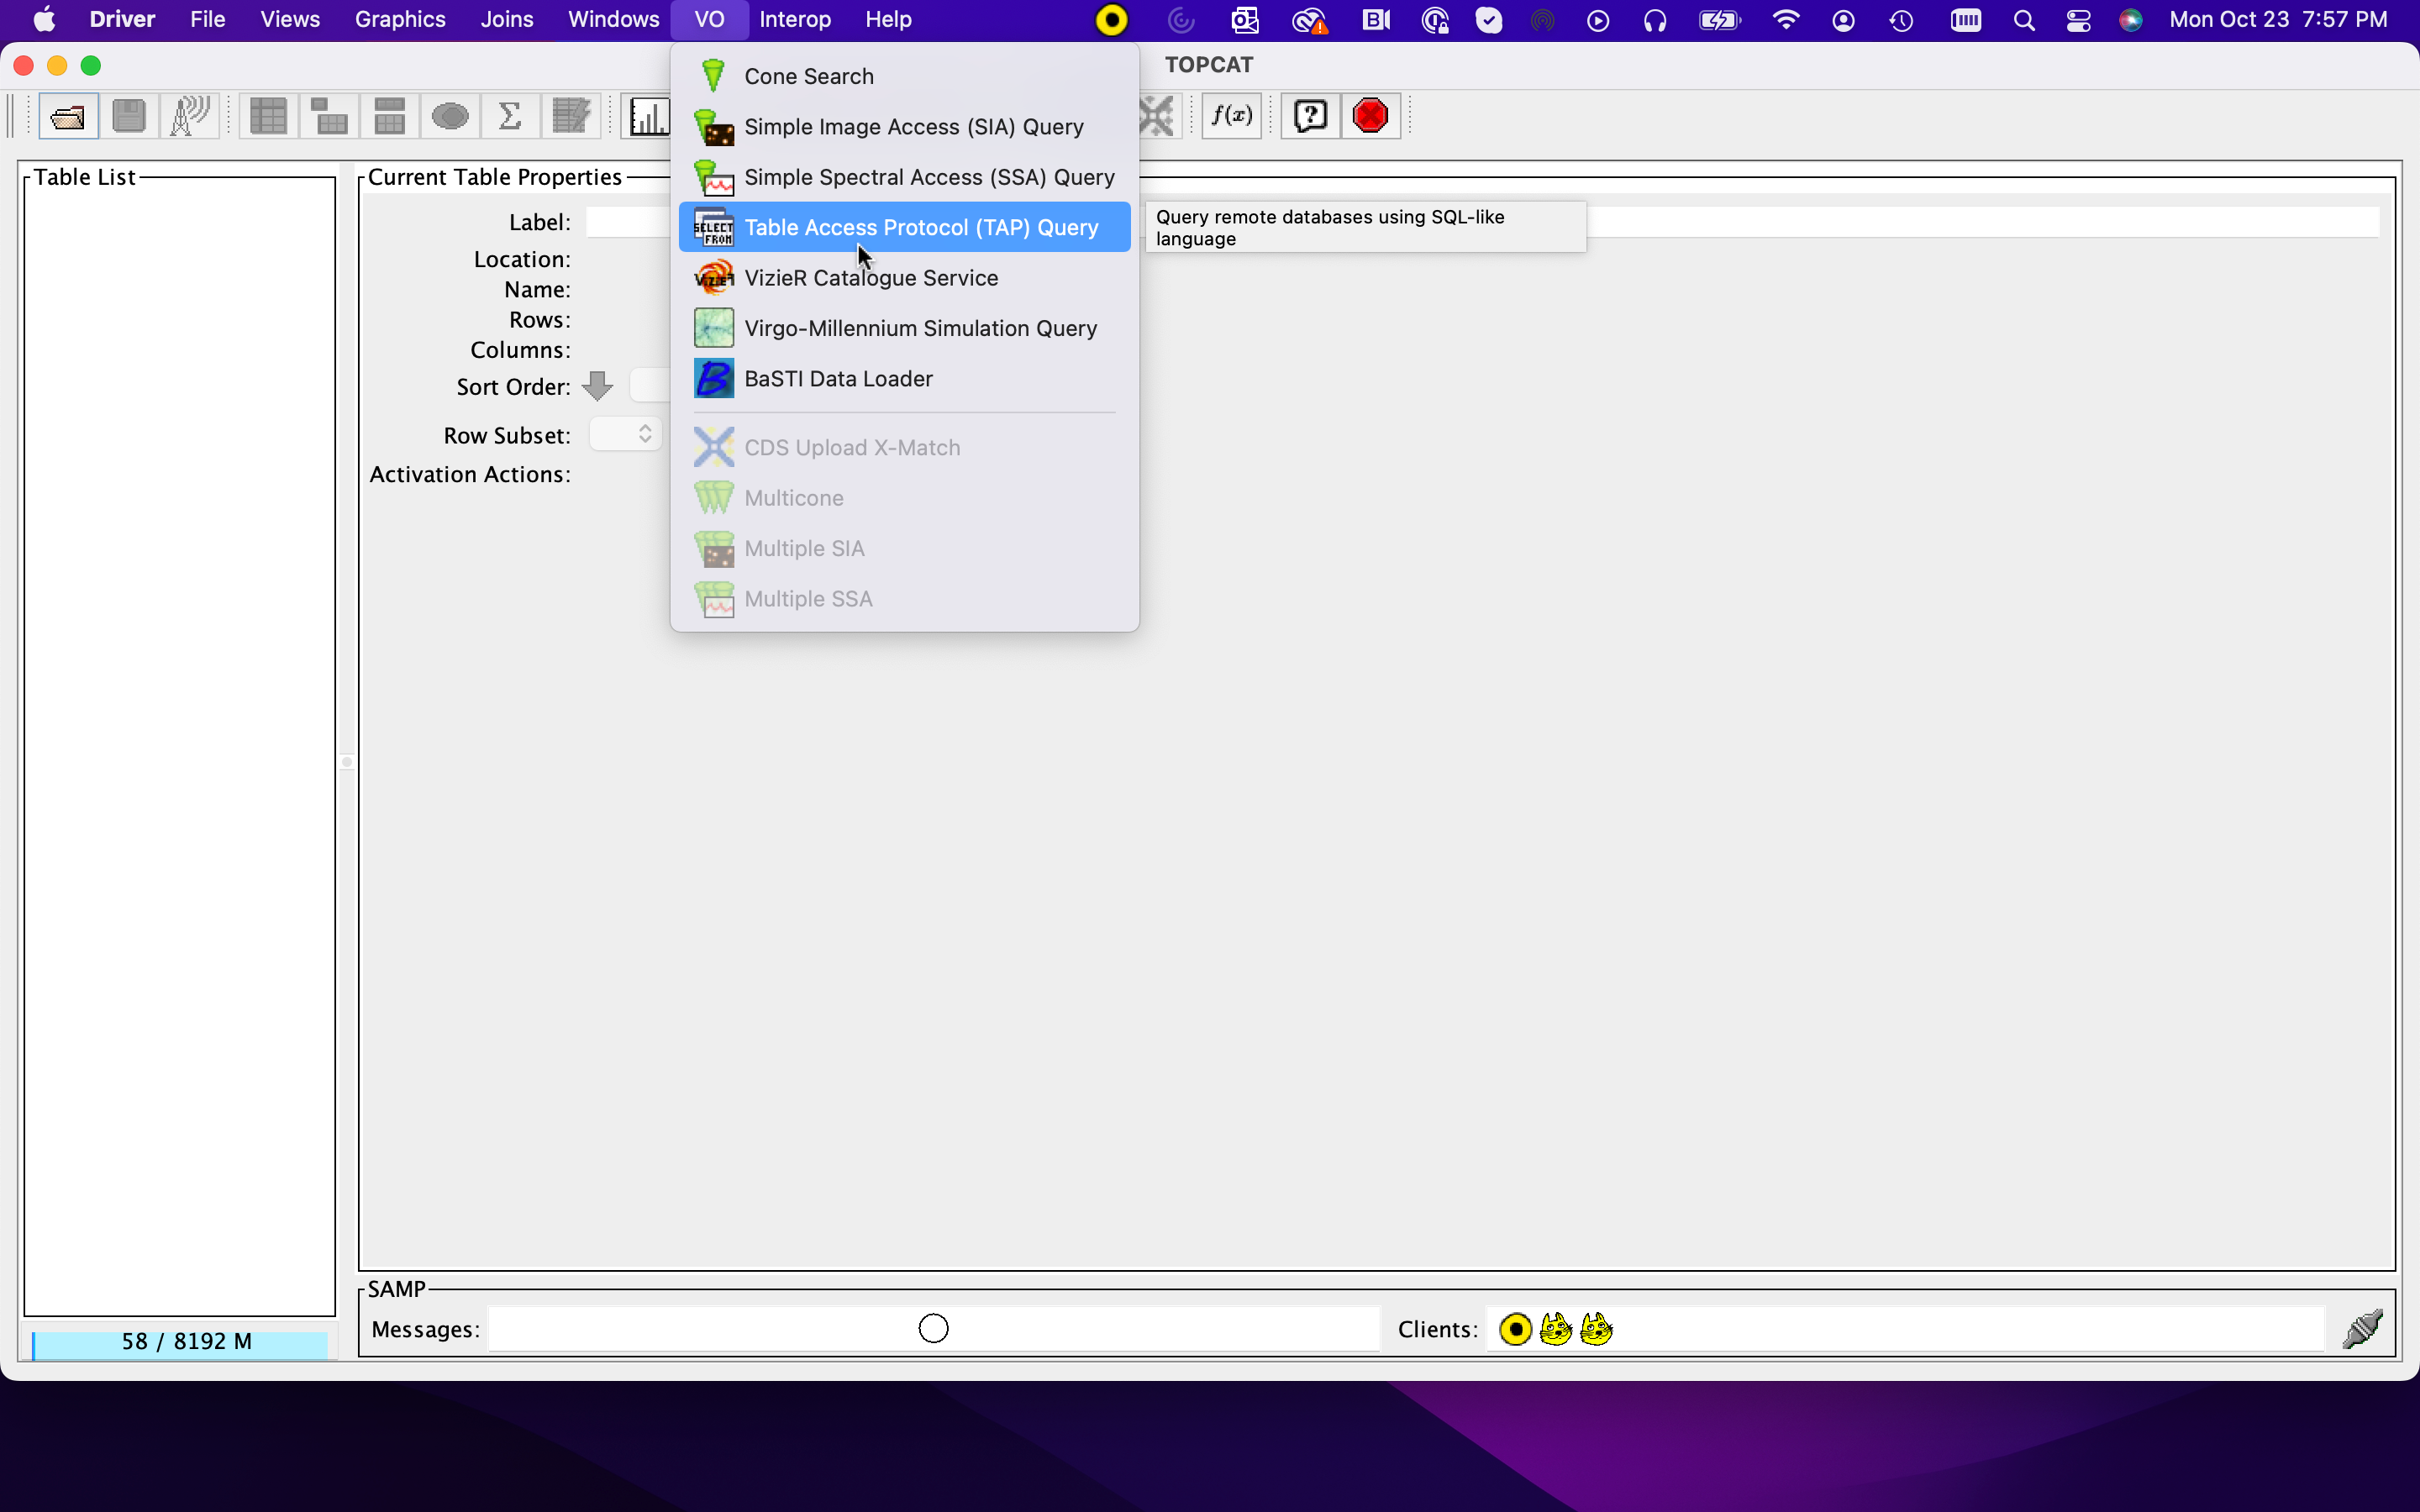 Driver File Views Graphics Joins Windows VO Interop Help Mon Oct 23 7:57 PM
TOPCAT
f(x)
Cone Search
Simple Image Access (SIA) Query
Simple Spectral Access (SSA) Query
SELECT FROM Table Access Protocol (TAP) Query
Query remote databases using SQL-like
language
VizieR VizieR Catalogue Service
Virgo-Millennium Simulation Query
B BaSTI Data Loader
CDS Upload X-Match
Multicone
Multiple SIA
Multiple SSA
Table List
Current Table Properties
Label:
Location:
Name:
Rows:
Columns:
Sort Order:
Row Subset:
Activation Actions:
58 / 8192 M
SAMP
Messages:
Clients: